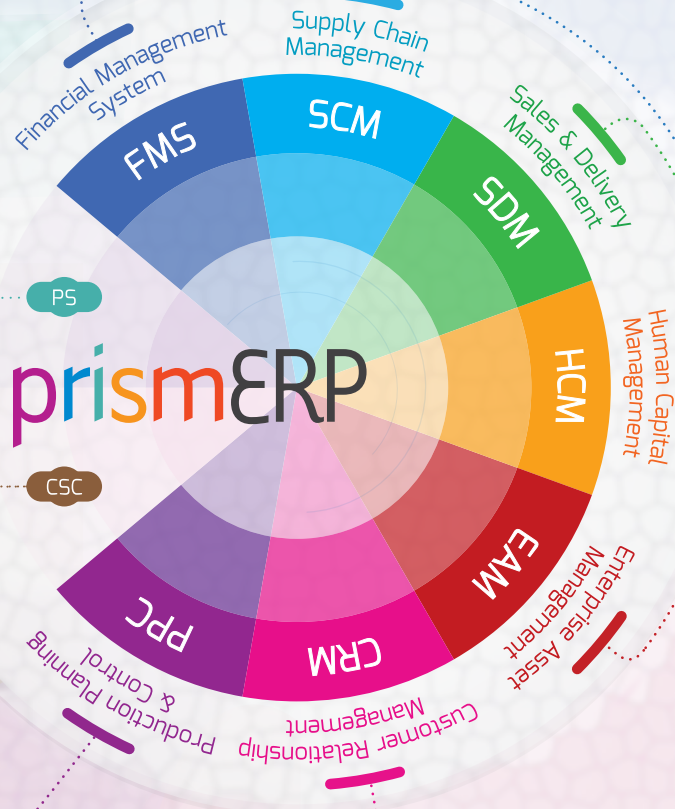 Financial Management
System
FMS
Supply Chain
Management
SCM
Sales & Delivery
Management
SDM
Human Capital
Management
HCM
PS
prismERP
CSC
Enterprise Asset
Management
EAM
Customer Relationship
Management
CRM
Production Planning
& Control
PPC